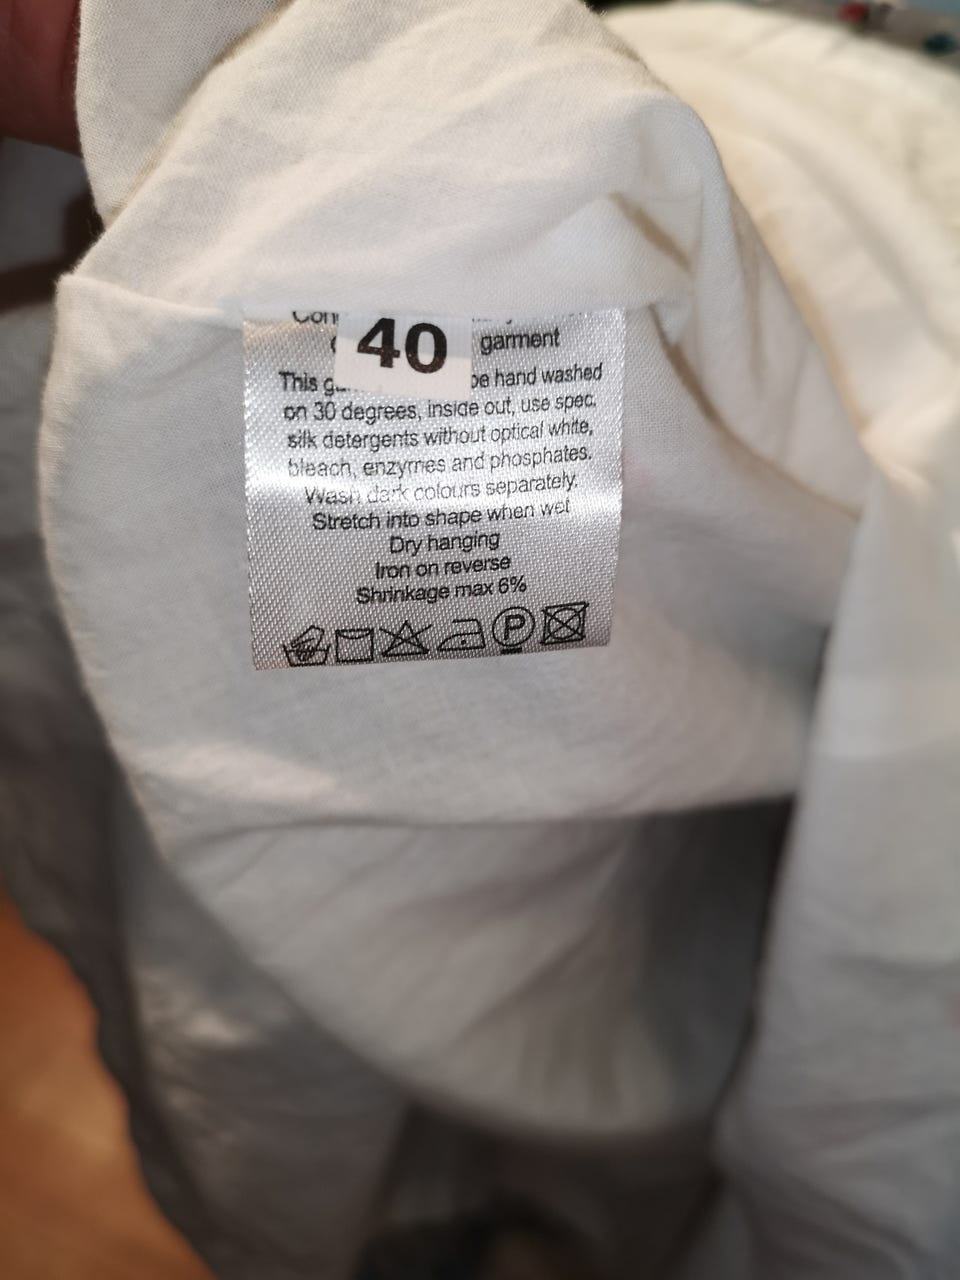 40
garment
This be hand washed
on 30 degrees, inside out, use spec.
silk detergents without optical white,
bleach, enzymes and phosphates.
Wash dark colours separately.
Stretch into shape when wet
Dry hanging
Iron on reverse
Shrinkage max 6%
P